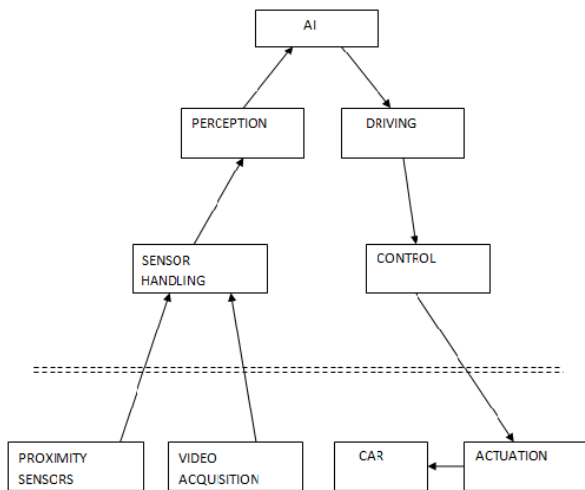 AI
PERCEPTION
DRIVING
SENSOR
HANDLING
CONTROL
PROXIMITY
SENSORS
VIDEO
ACQUISITION
CAR
ACTUATION